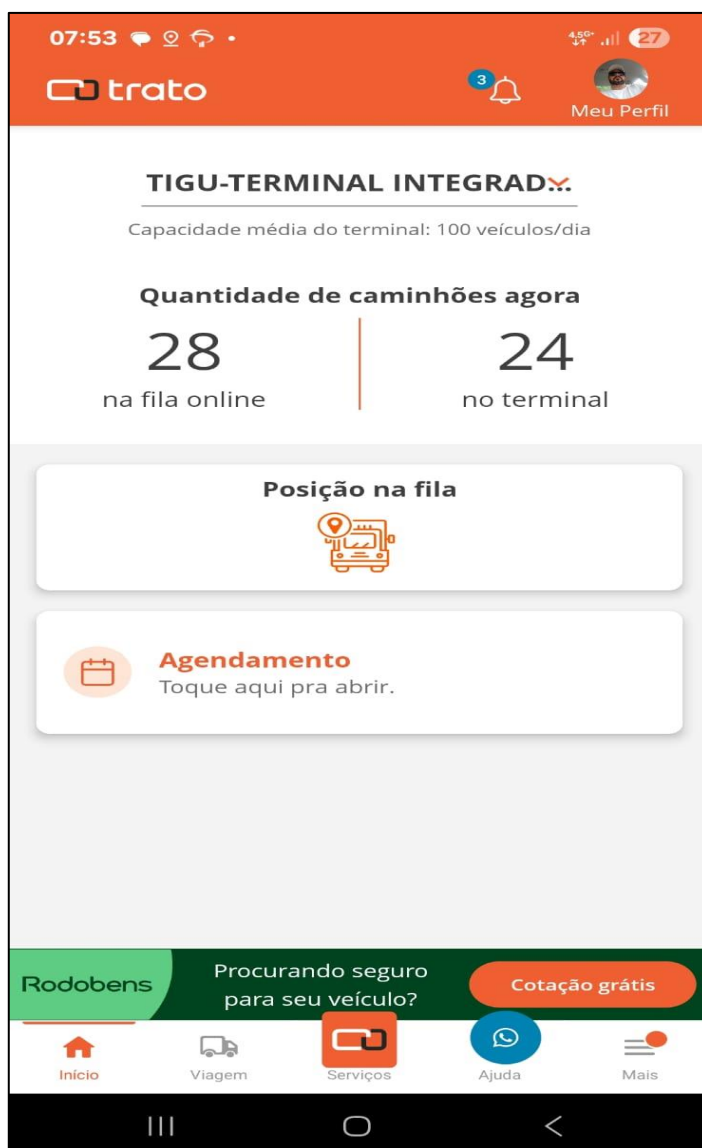 07:53
4.5G+
27
trato
3
Meu Perfil
TIGU-TERMINAL INTEGRAD...
Capacidade média do terminal: 100 veículos/dia
Quantidade de caminhões agora
28
24
na fila online
no terminal
Posição na fila
Agendamento
Toque aqui pra abrir.
Rodobens
Procurando seguro
para seu veículo?
Cotação grátis
Início
Viagem
Serviços
Ajuda
Mais